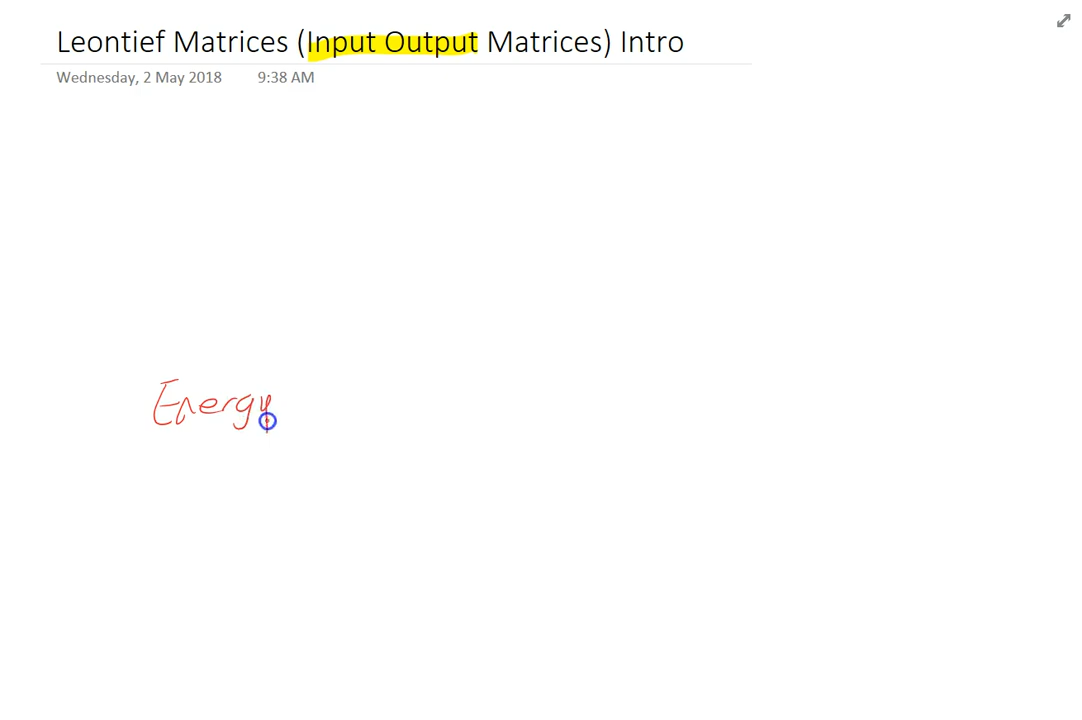 Leontief Matrices (Input Output Matrices) Intro
Wednesday, 2 May 2018 9:38 AM
Energy